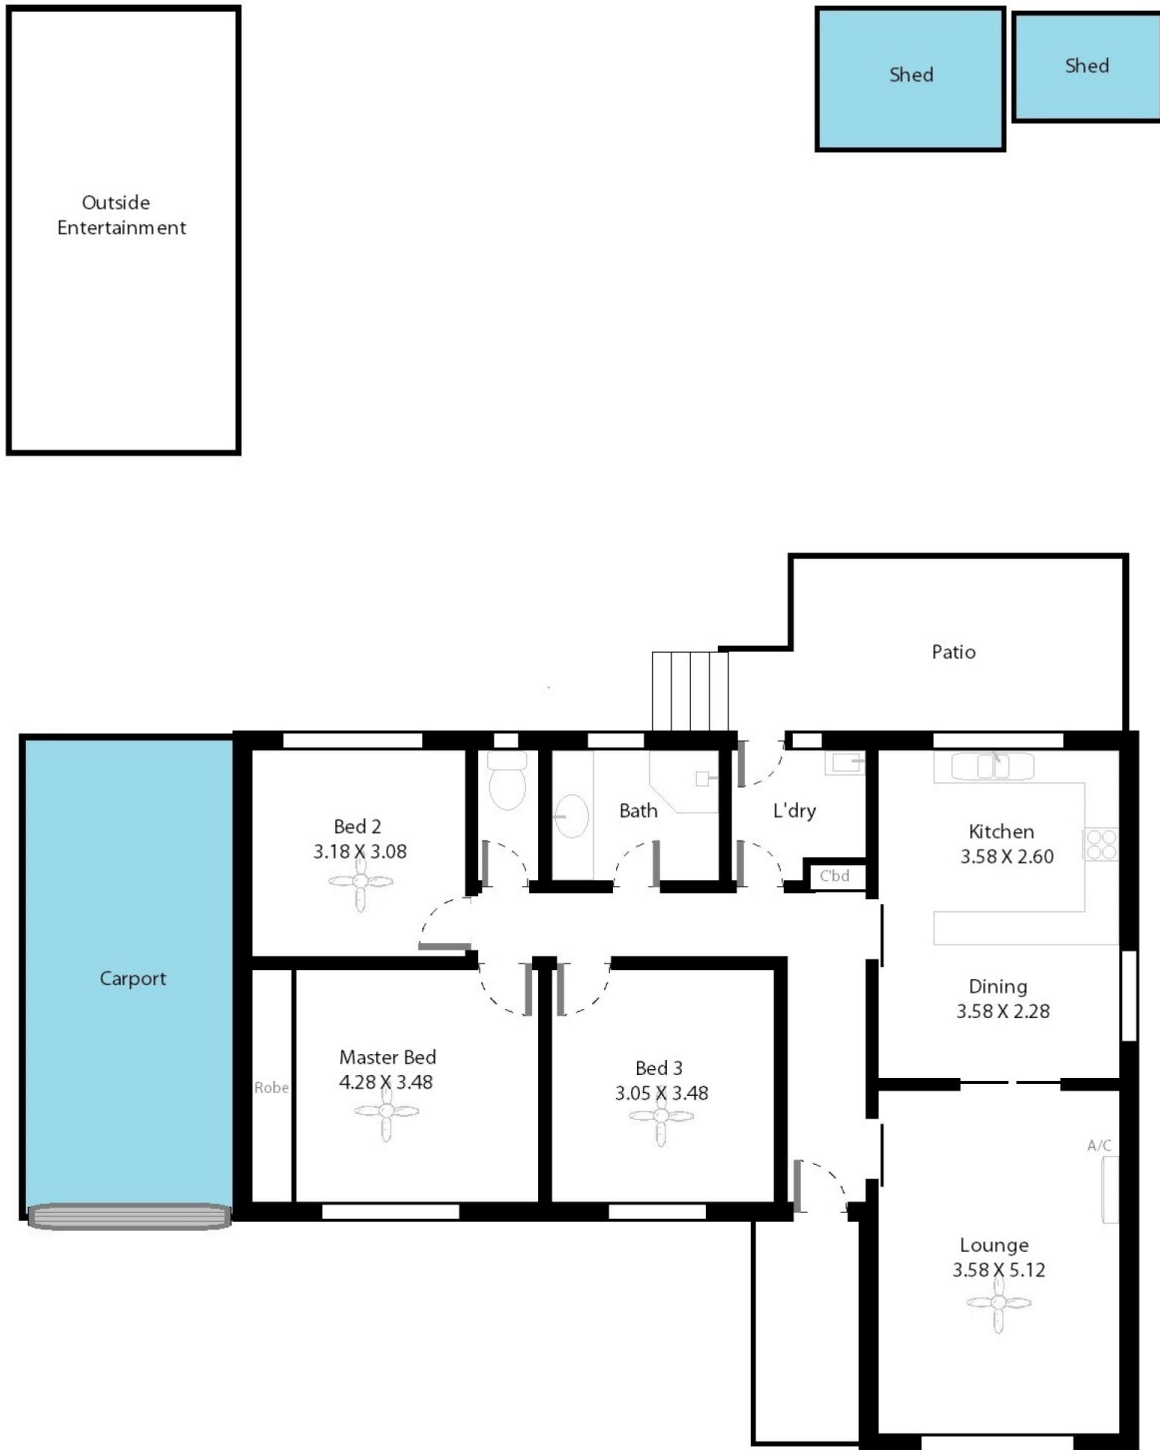 Outside
Entertainment
Shed
Shed
Patio
Bed 2
3.18 X 3.08
Bath
L'dry
C'bd
Kitchen
3.58 X 2.60
Dining
3.58 X 2.28
Carport
Robe
Master Bed
4.28 X 3.48
Bed 3
3.05 X 3.48
A/C
Lounge
3.58 X 5.12